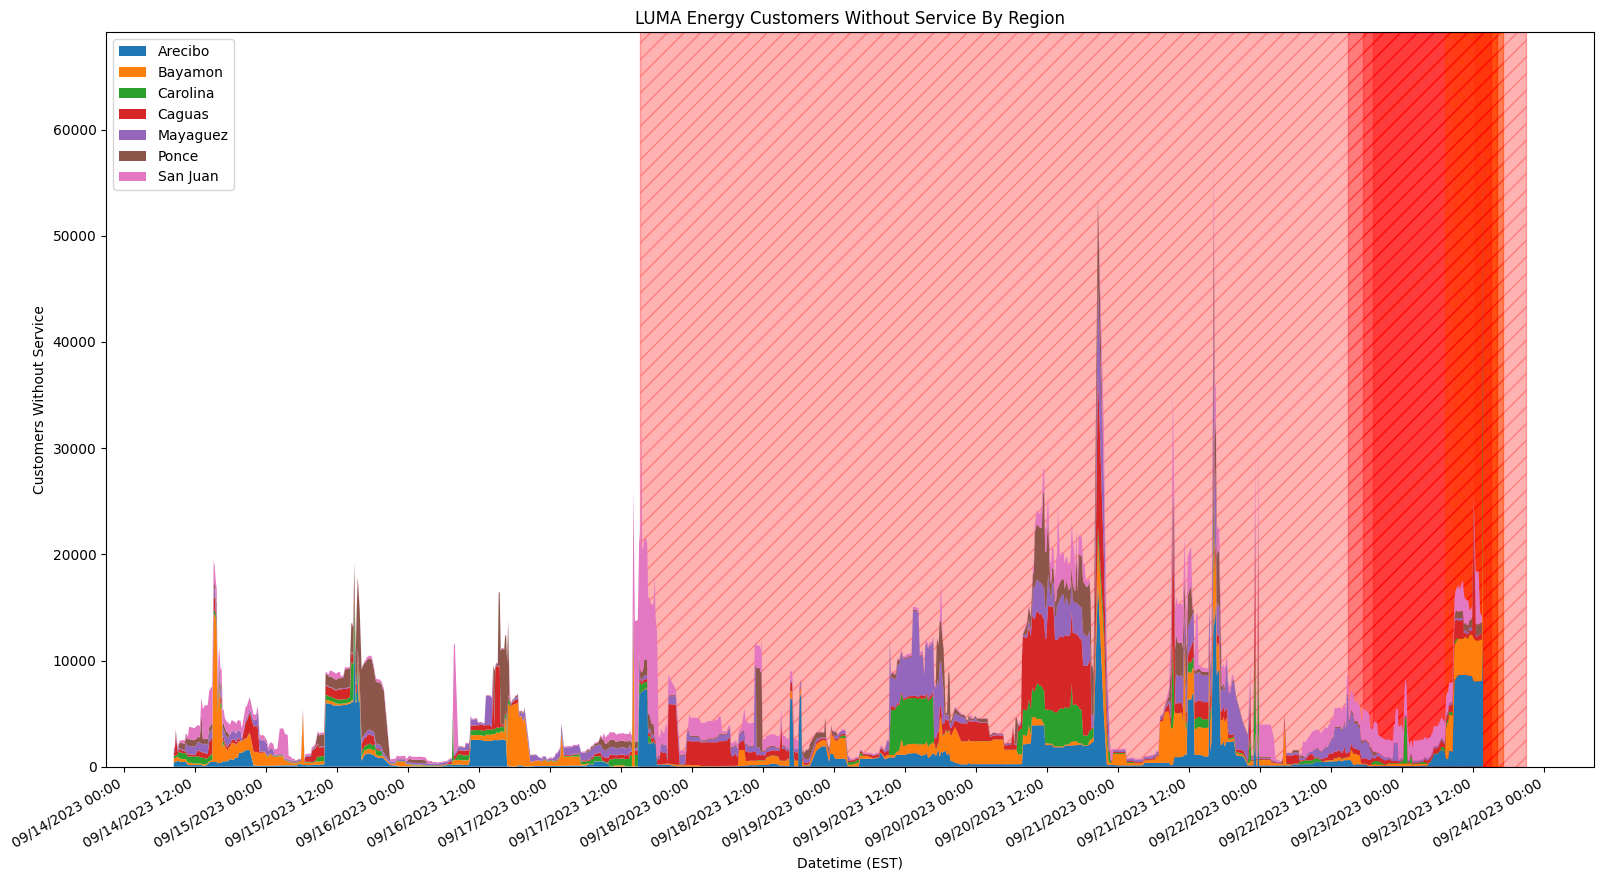 LUMA Energy Customers Without Service By Region
Arecibo
Bayamon
Carolina
Caguas
Mayaguez
Ponce
San Juan
Customers Without Service
60000
50000
40000
30000
20000
10000
0
09/14/2023 00:00
09/14/2023 12:00
09/15/2023 00:00
09/15/2023 12:00
09/16/2023 00:00
09/16/2023 12:00
09/17/2023 00:00
09/17/2023 12:00
09/18/2023 00:00
09/18/2023 12:00
09/19/2023 00:00
09/19/2023 12:00
09/20/2023 00:00
09/20/2023 12:00
09/21/2023 00:00
09/21/2023 12:00
09/22/2023 00:00
09/22/2023 12:00
09/23/2023 00:00
09/23/2023 12:00
09/24/2023 00:00
Datetime (EST)